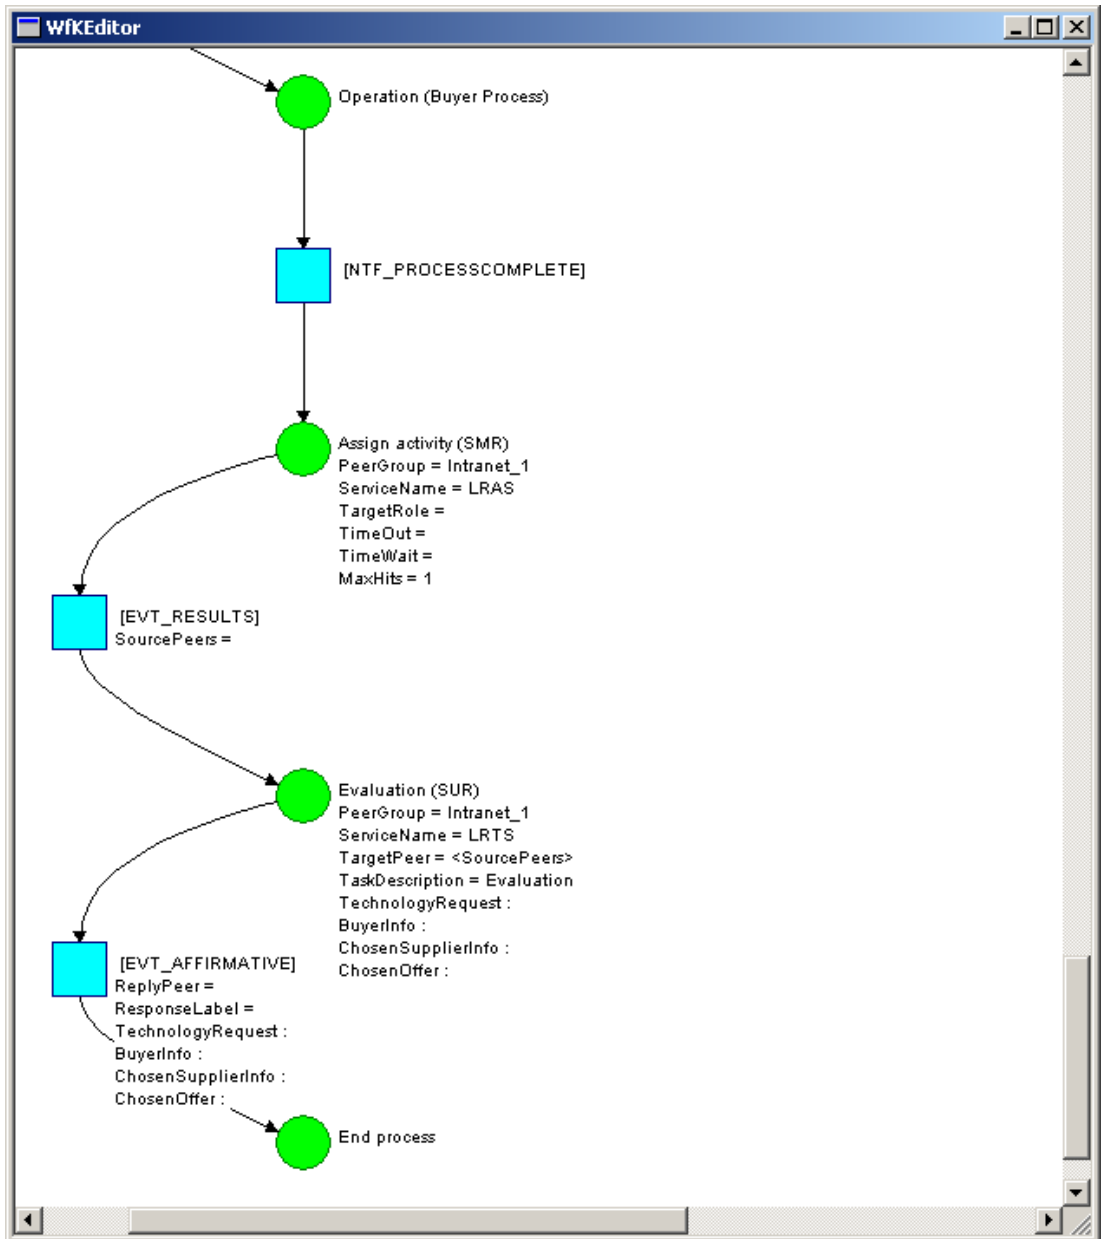 WfKEditor
Operation (Buyer Process)
[NTF_PROCESSCOMPLETE]
Assign activity (SMR)
PeerGroup = Intranet_1
ServiceName = LRAS
TargetRole =
TimeOut =
TimeWait =
MaxHits = 1
[EVT_RESULTS]
SourcePeers =
Evaluation (SUR)
PeerGroup = Intranet_1
ServiceName = LRTS
TargetPeer = <SourcePeers>
TaskDescription = Evaluation
TechnologyRequest :
BuyerInfo :
ChosenSupplierInfo :
ChosenOffer :
[EVT_AFFIRMATIVE]
ReplyPeer =
ResponseLabel =
TechnologyRequest :
BuyerInfo :
ChosenSupplierInfo :
ChosenOffer :
End process